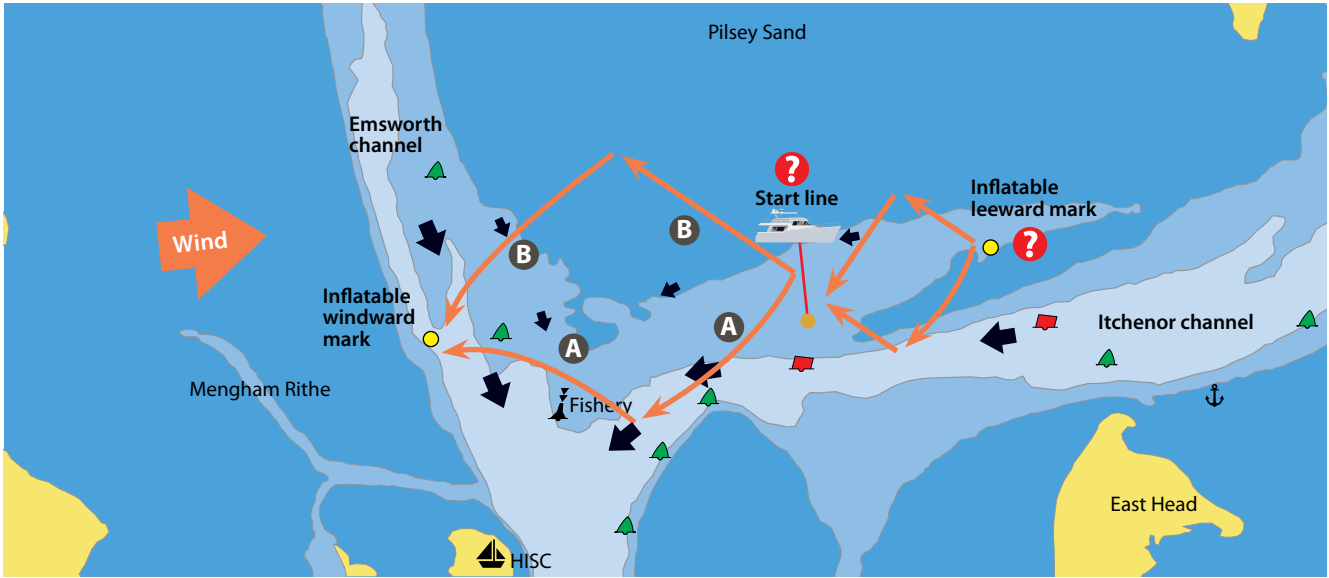 Pilsey Sand
Emsworth
channel
?
Start line
Inflatable
leeward mark
?
B
B
Wind
Inflatable
windward
mark
A
A
Itchenor channel
Mengham Rithe
Fishery
East Head
HISC